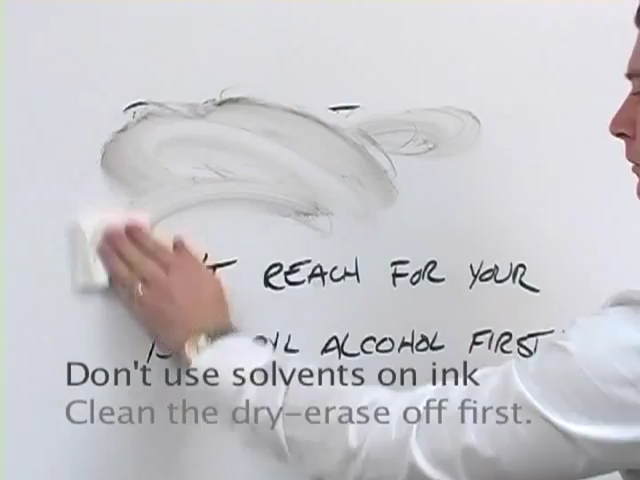 REACH FOR YOUR
ALCOHOL FIRST
Don't use solvents on ink
Clean the dry-erase off first.